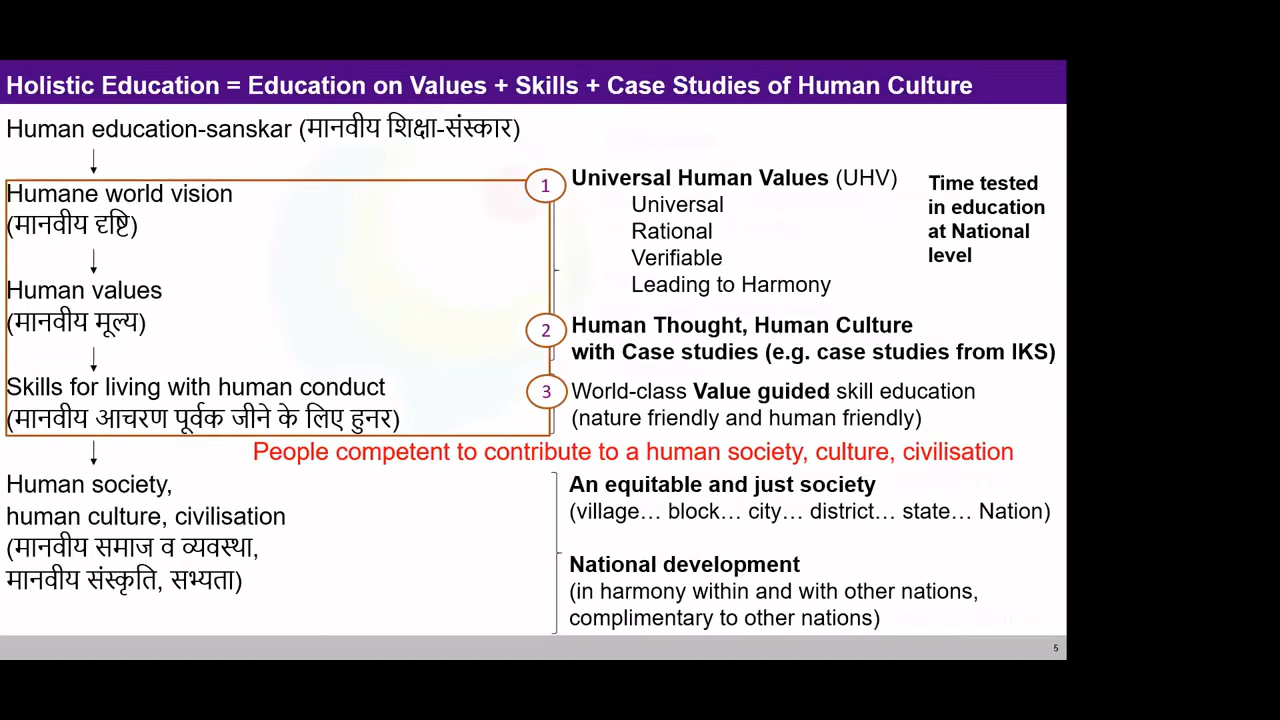 Holistic Education = Education on Values + Skills + Case Studies of Human Culture
Human education-sanskar (मानवीय शिक्षा-संस्कार)
Humane world vision
(मानवीय दृष्टि)
Human values
(मानवीय मूल्य)
Skills for living with human conduct
(मानवीय आचरण पूर्वक जीने के लिए हुनर)
1
Universal Human Values (UHV)
Universal
Rational
Verifiable
Leading to Harmony
Time tested
in education
at National
level
2
Human Thought, Human Culture
with Case studies (e.g. case studies from IKS)
3
World-class Value guided skill education
(nature friendly and human friendly)
People competent to contribute to a human society, culture, civilisation
Human society,
human culture, civilisation
(मानवीय समाज व व्यवस्था,
मानवीय संस्कृति, सभ्यता)
An equitable and just society
(village… block… city… district… state… Nation)
National development
(in harmony within and with other nations,
complimentary to other nations)
5